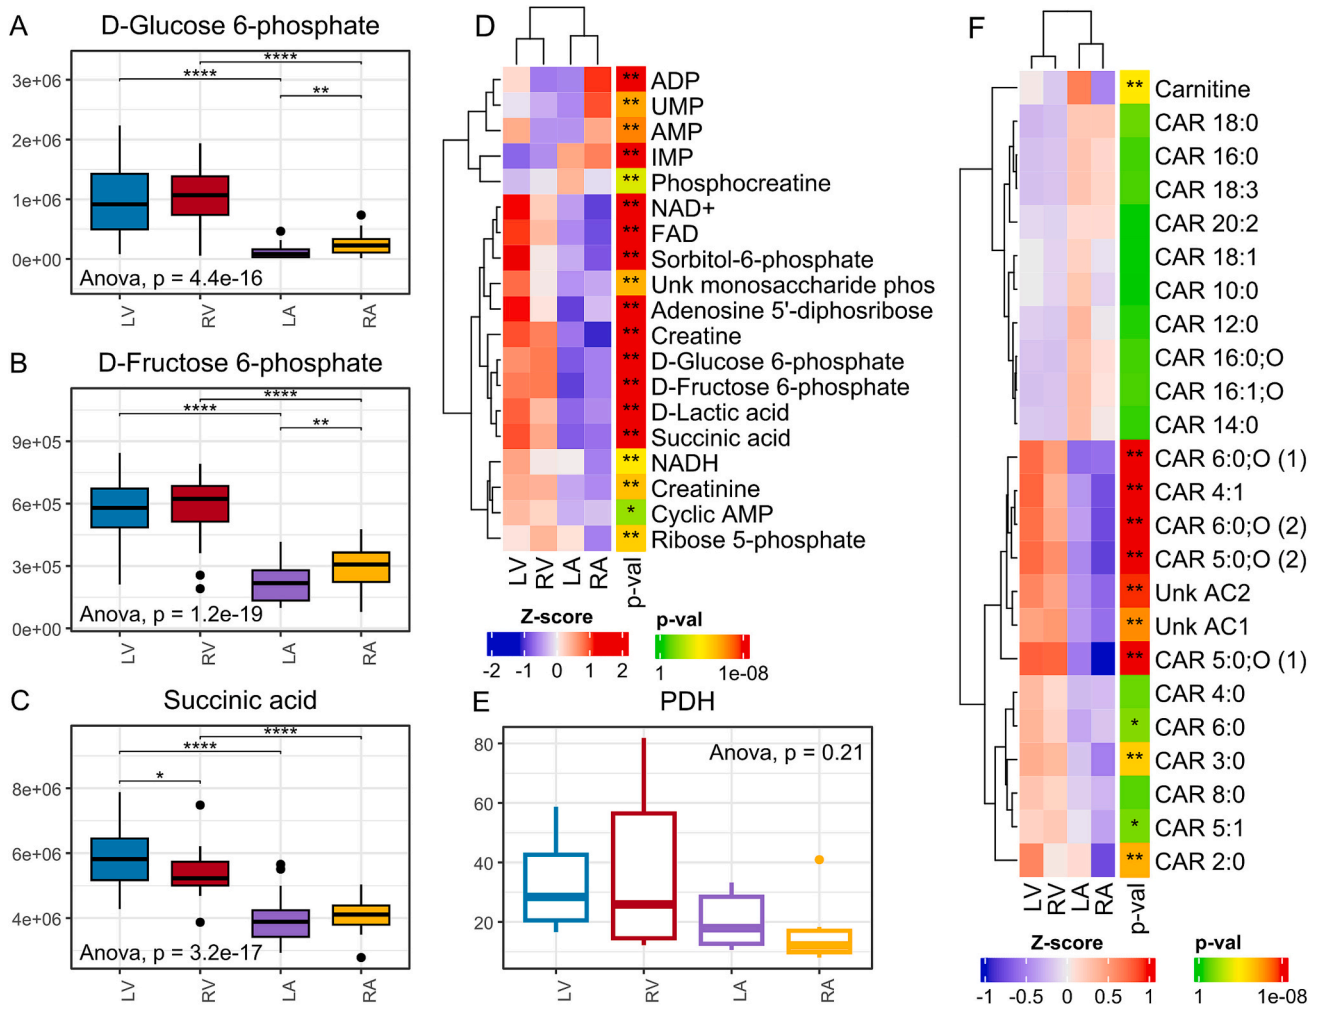 A
D-Glucose 6-phosphate
3e+06
2e+06
1e+06
0e+00
****
****
**
Anova, p = 4.4e-16
LV
RV
LA
RA
B
D-Fructose 6-phosphate
9e+05
6e+05
3e+05
0e+00
****
****
**
Anova, p = 1.2e-19
LV
RV
LA
RA
C
Succinic acid
8e+06
6e+06
4e+06
****
****
*
Anova, p = 3.2e-17
LV
RV
LA
RA
D
** ADP
** UMP
** AMP
** IMP
** Phosphocreatine
** NAD+
** FAD
** Sorbitol-6-phosphate
** Unk monosaccharide phos
** Adenosine 5'-diphosribose
** Creatine
** D-Glucose 6-phosphate
** D-Fructose 6-phosphate
** D-Lactic acid
** Succinic acid
** NADH
** Creatinine
* Cyclic AMP
** Ribose 5-phosphate
LV
RV
LA
RA
p-val
Z-score
-2 -1 0 1 2
p-val
1 1e-08
E
PDH
80
60
40
20
Anova, p = 0.21
LV
RV
LA
RA
F
** Carnitine
CAR 18:0
CAR 16:0
CAR 18:3
CAR 20:2
CAR 18:1
CAR 10:0
CAR 12:0
CAR 16:0;O
CAR 16:1;O
CAR 14:0
** CAR 6:0;O (1)
** CAR 4:1
** CAR 6:0;O (2)
** CAR 5:0;O (2)
** Unk AC2
** Unk AC1
** CAR 5:0;O (1)
CAR 4:0
* CAR 6:0
** CAR 3:0
CAR 8:0
* CAR 5:1
** CAR 2:0
LV
RV
LA
RA
p-val
Z-score
-1 -0.5 0 0.5 1
p-val
1 1e-08